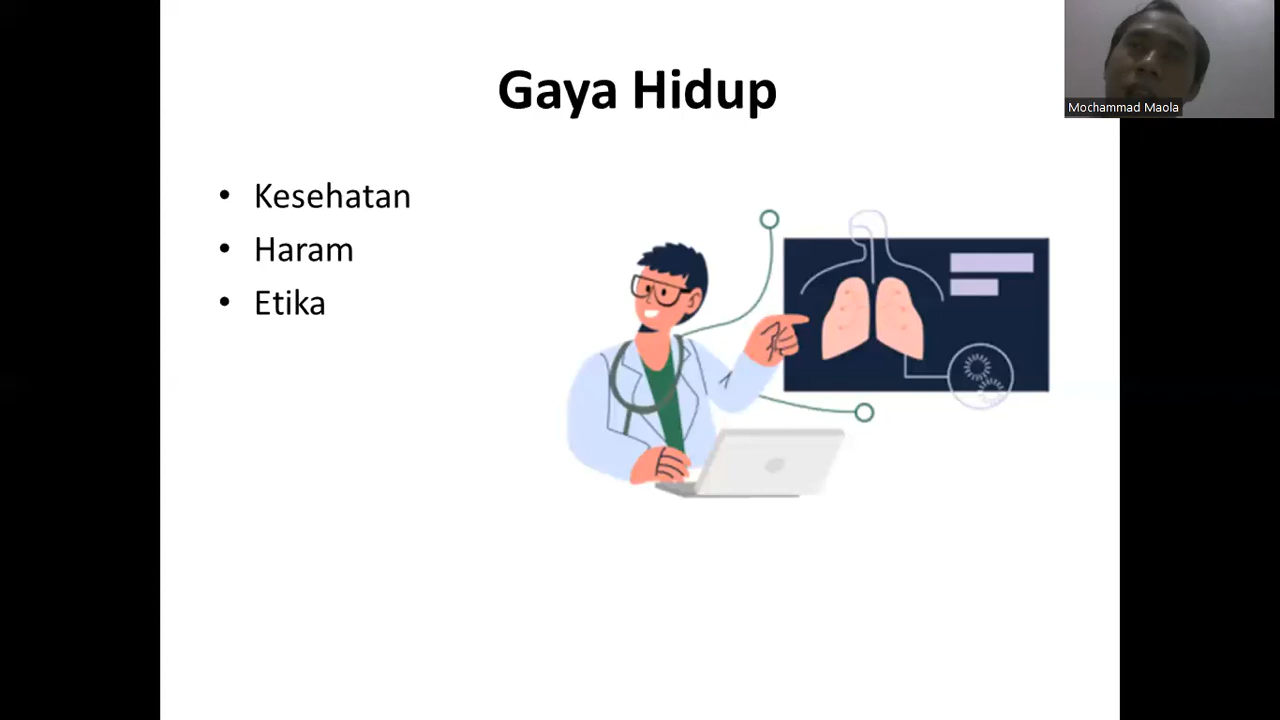 Gaya Hidup
Mochammad Maola
• Kesehatan
• Haram
• Etika